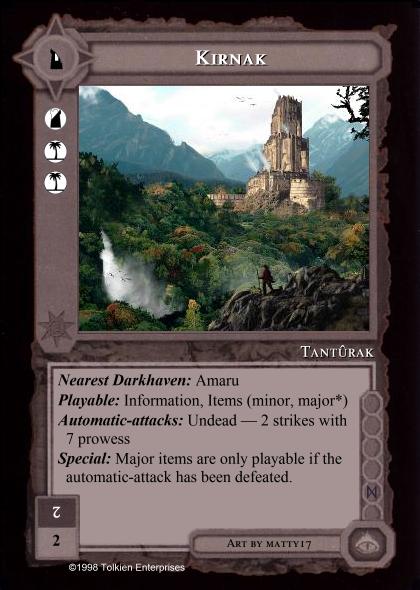 KIRNAK
TANTÛRAK
Nearest Darkhaven: Amaru
Playable: Information, Items (minor, major*)
Automatic-attacks: Undead — 2 strikes with
7 prowess
Special: Major items are only playable if the
automatic-attack has been defeated.
2
2
ART BY MATTY17
©1998 Tolkien Enterprises